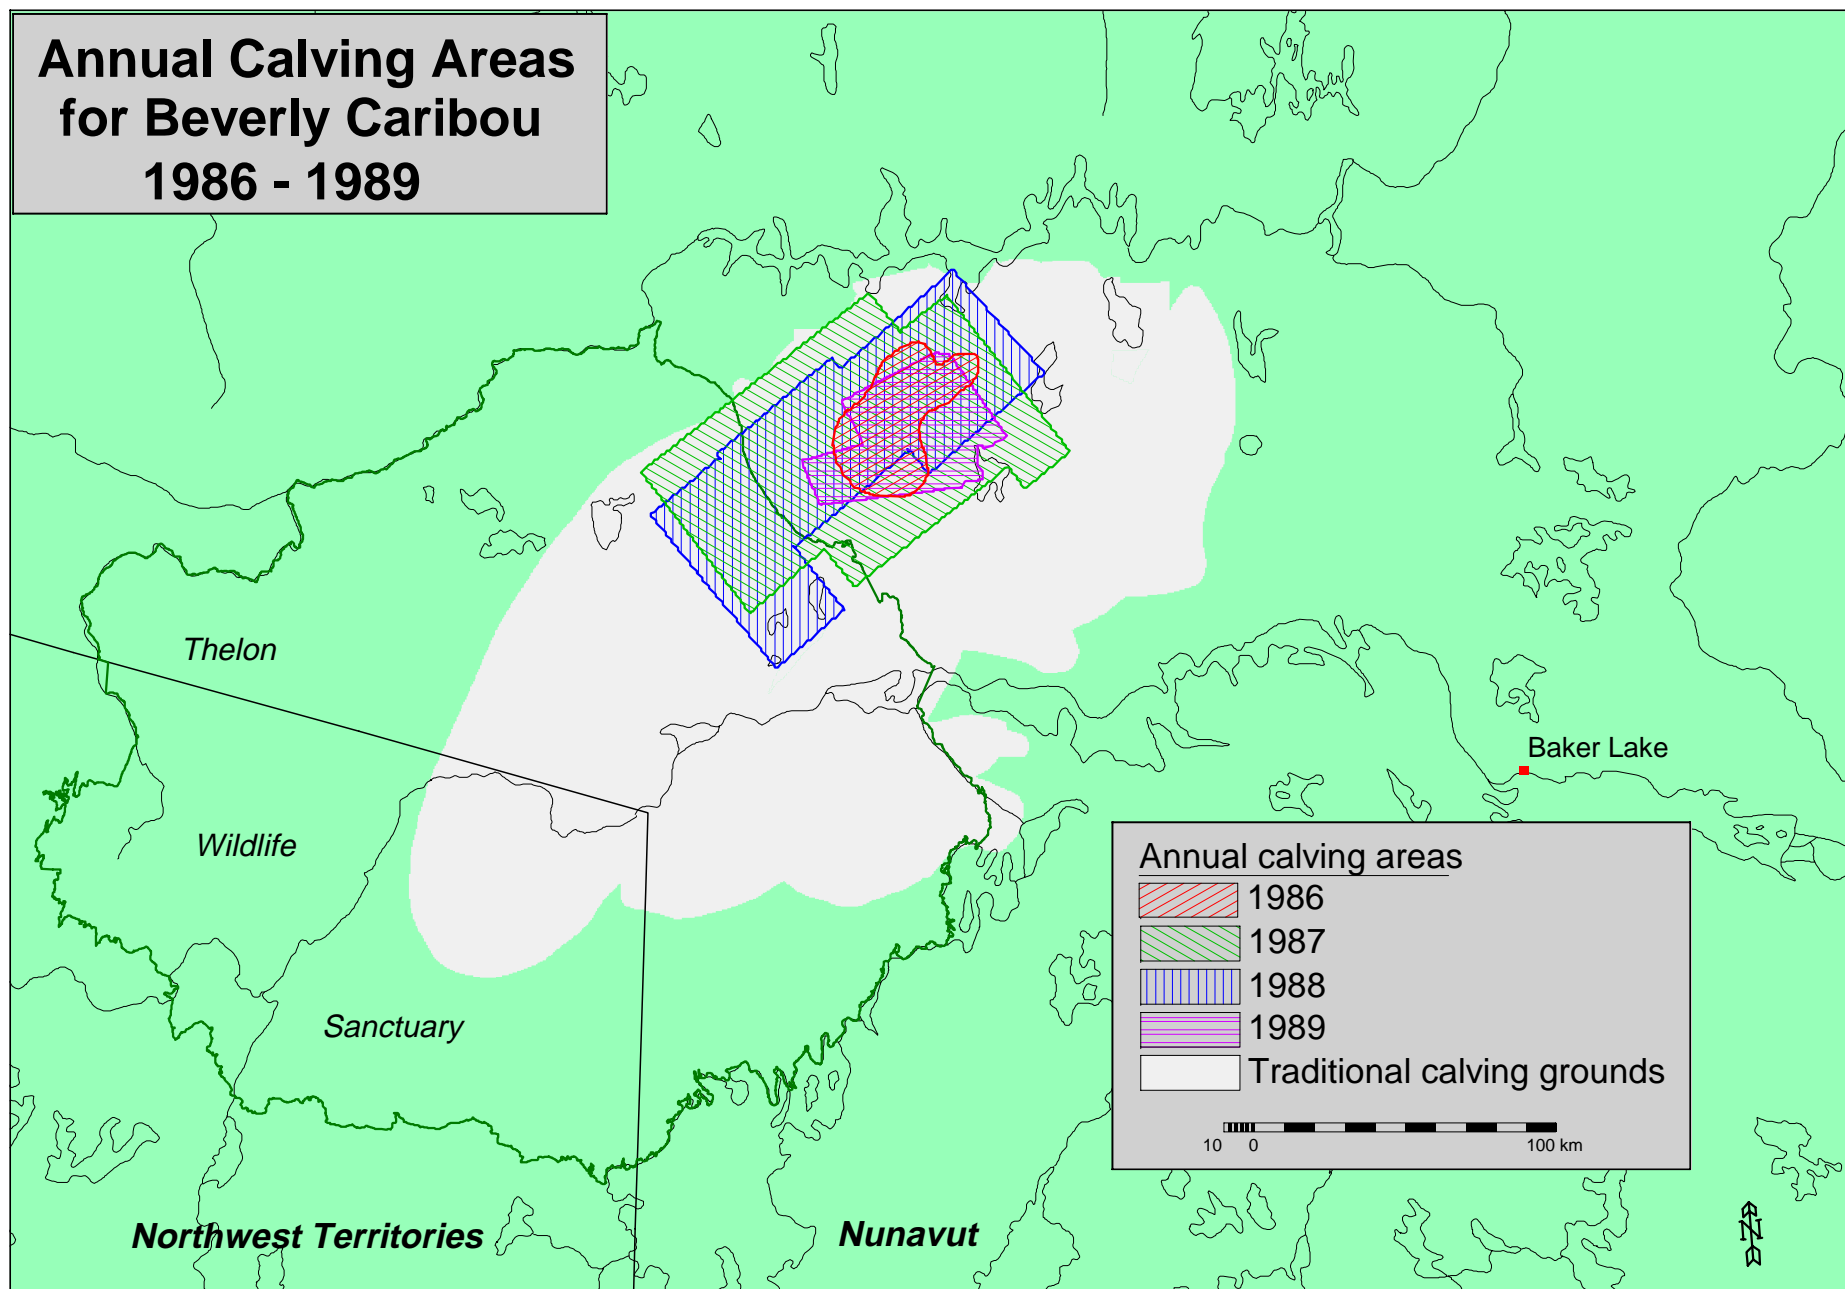 Annual Calving Areas
for Beverly Caribou
1986 - 1989
Thelon
Wildlife
Sanctuary
Baker Lake
Annual calving areas
1986
1987
1988
1989
Traditional calving grounds
10 0 100 km
Northwest Territories
Nunavut
N